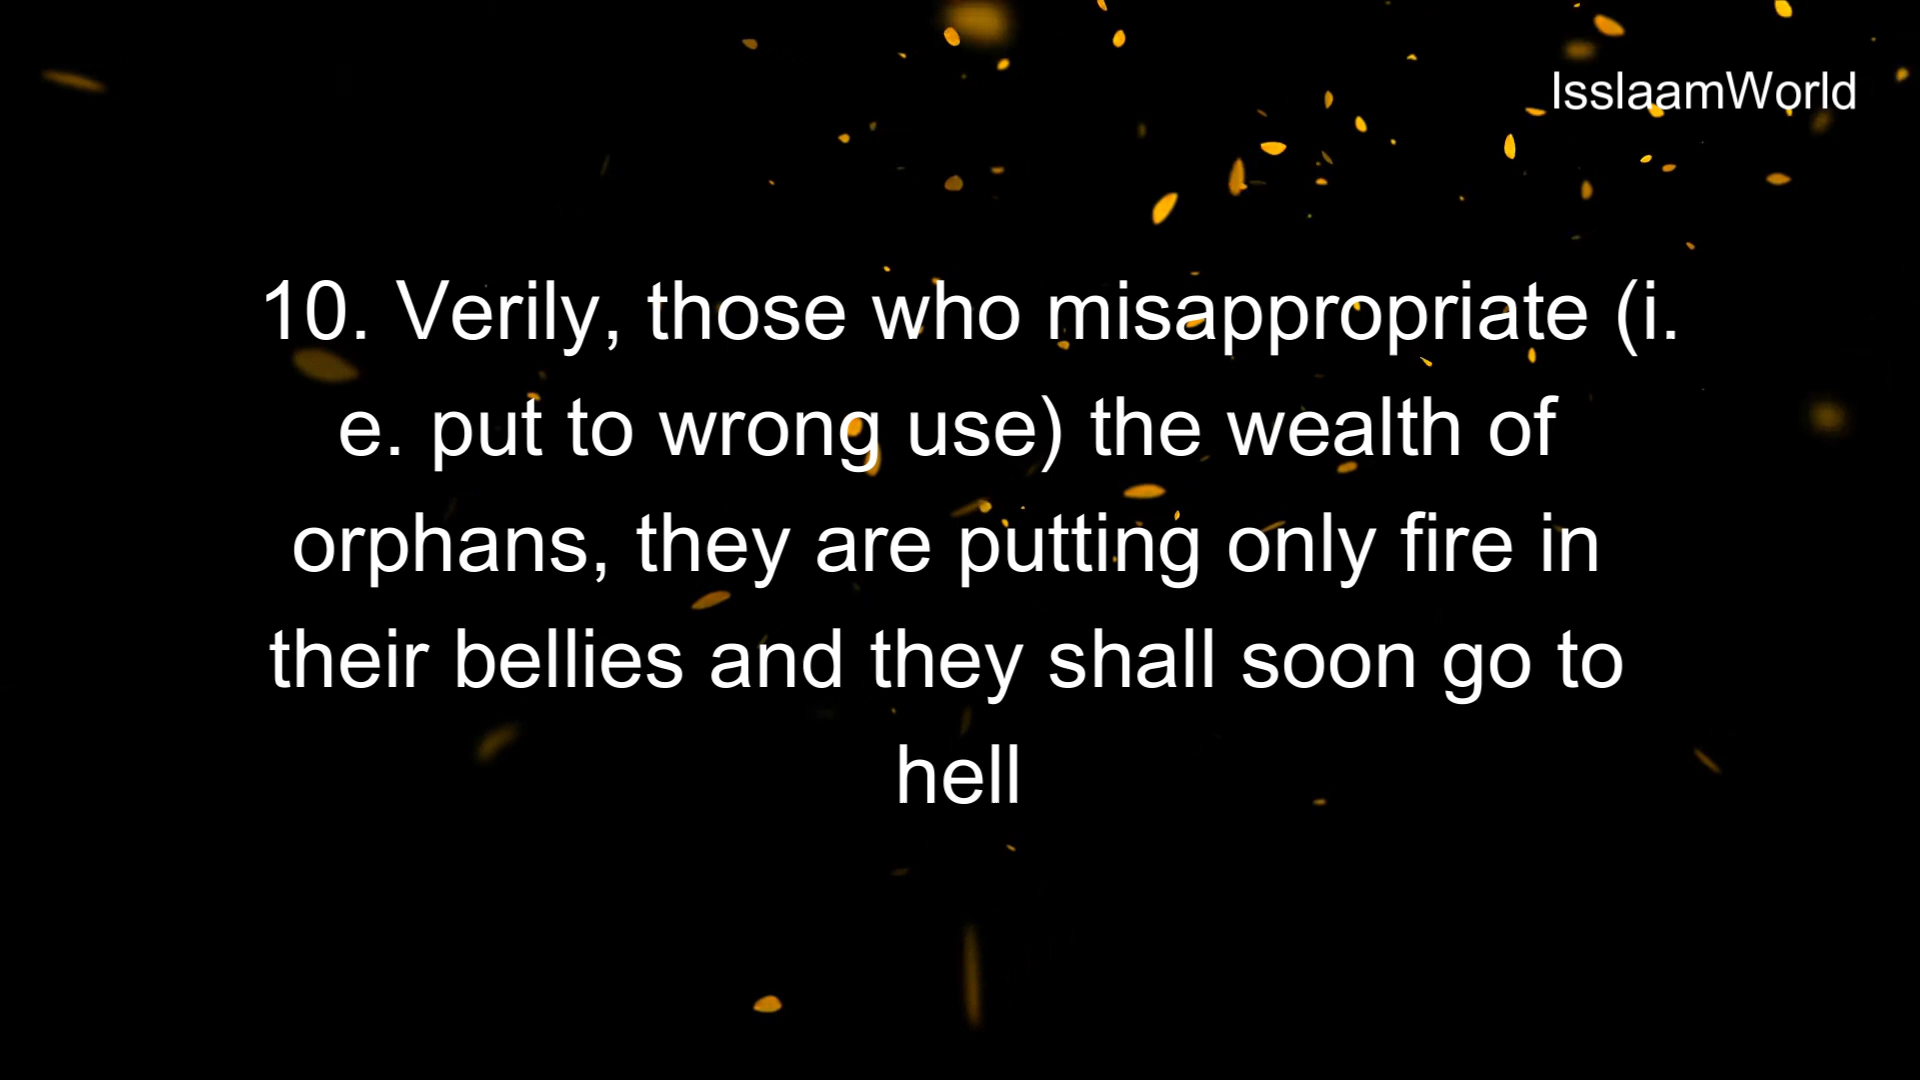 IsslaamWorld
10. Verily, those who misappropriate (i.
e. put to wrong use) the wealth of
orphans, they are putting only fire in
their bellies and they shall soon go to
hell